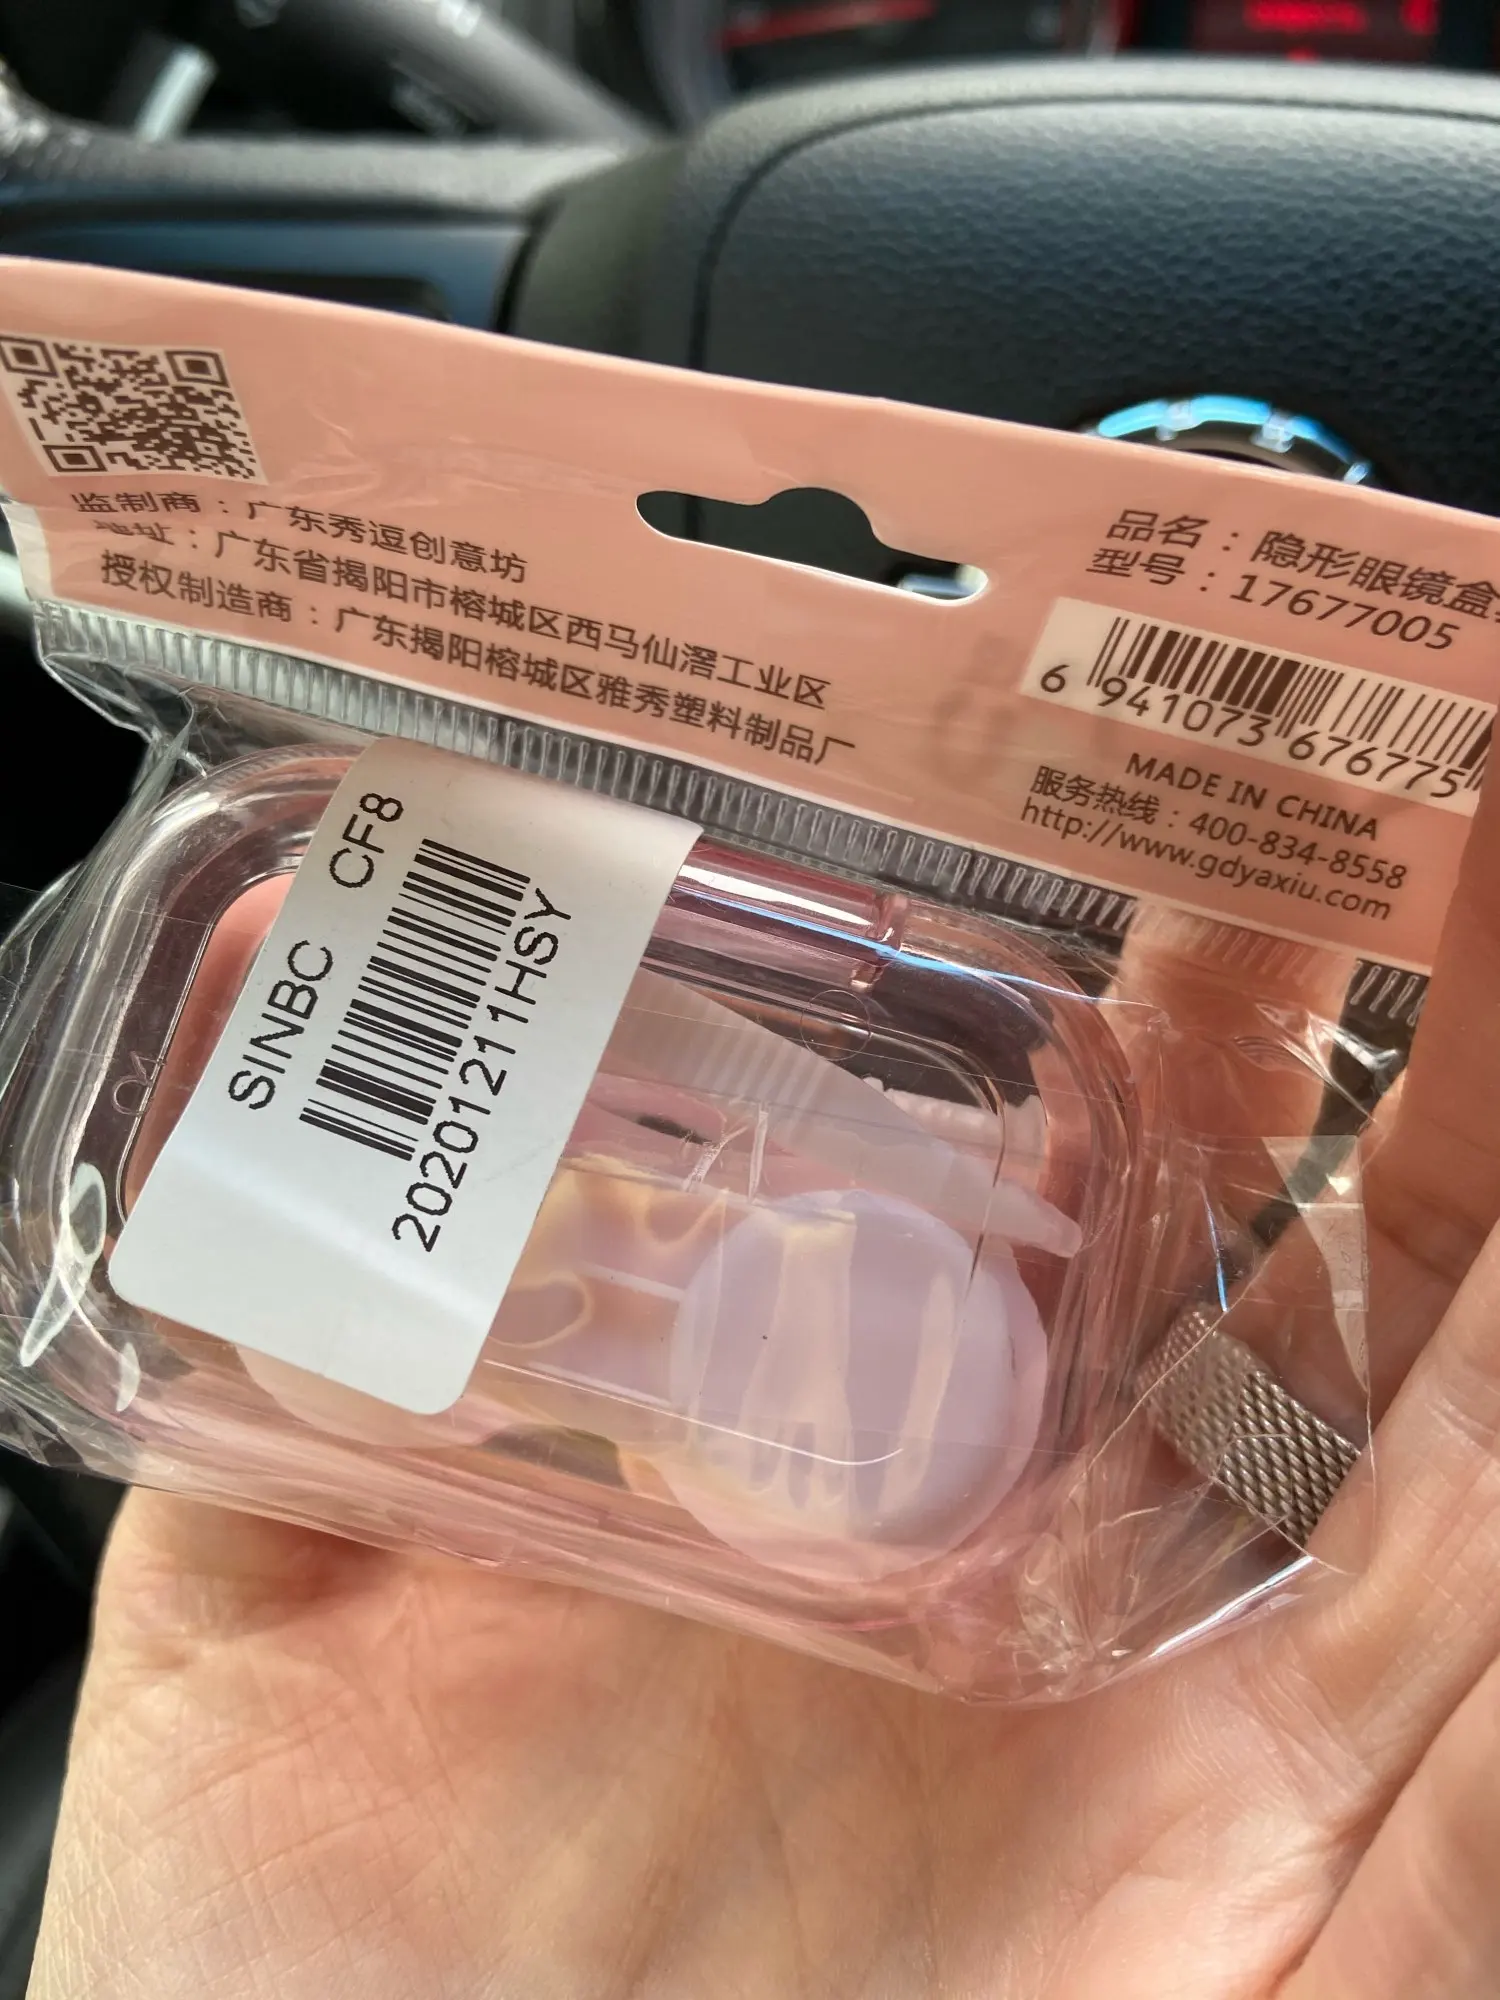 监制商：广东秀逗创意坊
地址：广东省揭阳市榕城区西马仙滘工业区
授权制造商：广东揭阳榕城区雅秀塑料制品厂
品名：隐形眼镜盒
型号：17677005
6 941073 676775
MADE IN CHINA
服务热线：400-834-8558
http://www.gdyaxiu.com
SINBC CF8
20201211HSY